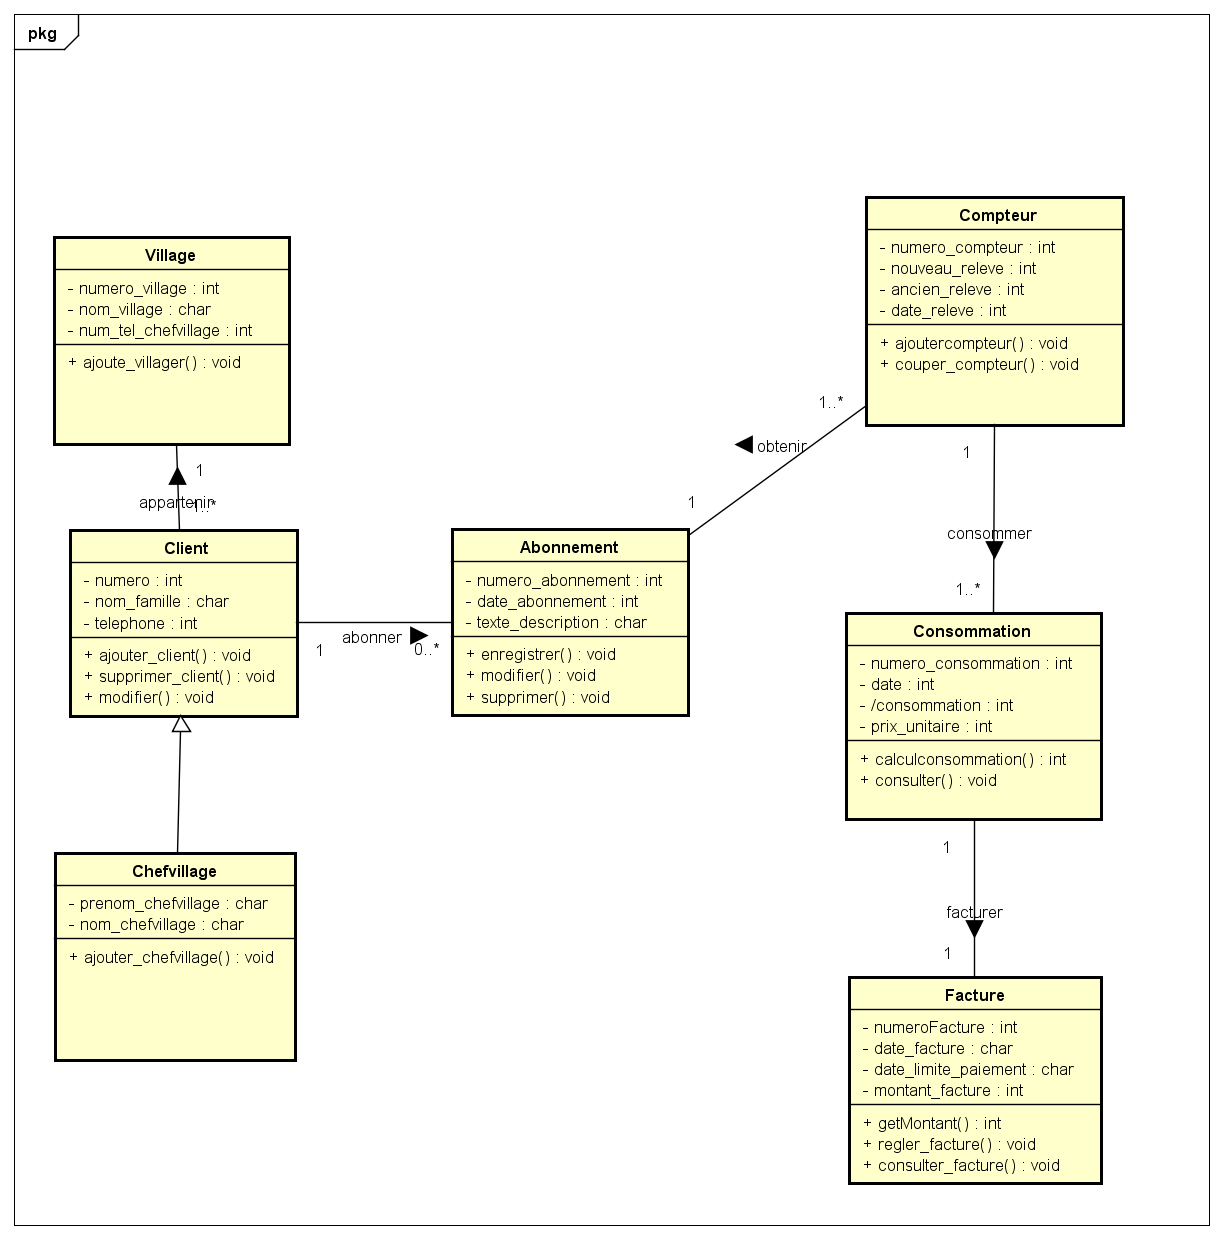 pkg
Compteur
- numero_compteur : int
- nouveau_releve : int
- ancien_releve : int
- date_releve : int
+ ajoutercompteur() : void
+ couper_compteur() : void
Village
- numero_village : int
- nom_village : char
- num_tel_chefvillage : int
+ ajoute_villager() : void
1..*
obtenir
1
1
appartenir
1..*
1
consommer
1..*
Client
- numero : int
- nom_famille : char
- telephone : int
+ ajouter_client() : void
+ supprimer_client() : void
+ modifier() : void
1
abonner
0..*
Abonnement
- numero_abonnement : int
- date_abonnement : int
- texte_description : char
+ enregistrer() : void
+ modifier() : void
+ supprimer() : void
Consommation
- numero_consommation : int
- date : int
- /consommation : int
- prix_unitaire : int
+ calculconsommation() : int
+ consulter() : void
1
facturer
1
Chefvillage
- prenom_chefvillage : char
- nom_chefvillage : char
+ ajouter_chefvillage() : void
Facture
- numeroFacture : int
- date_facture : char
- date_limite_paiement : char
- montant_facture : int
+ getMontant() : int
+ regler_facture() : void
+ consulter_facture() : void